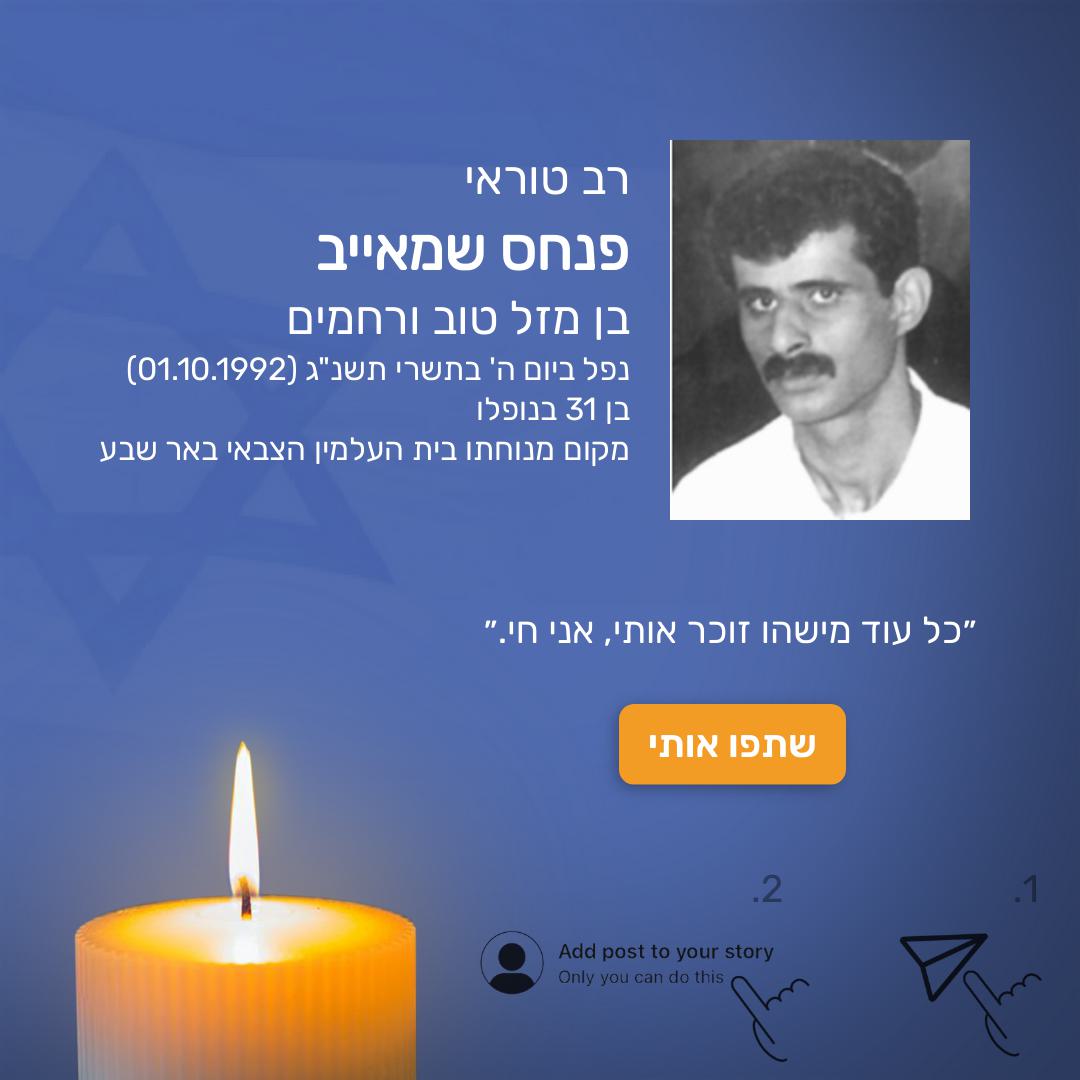 רב טוראי
פנחס שמאייב
בן מזל טוב ורחמים
נפל ביום ה' בתשרי תשנ"ג (01.10.1992)
בן 31 בנופלו
מקום מנוחתו בית העלמין הצבאי באר שבע
״כל עוד מישהו זוכר אותי, אני חי.״
שתפו אותי
.1
.2
Add post to your story
Only you can do this